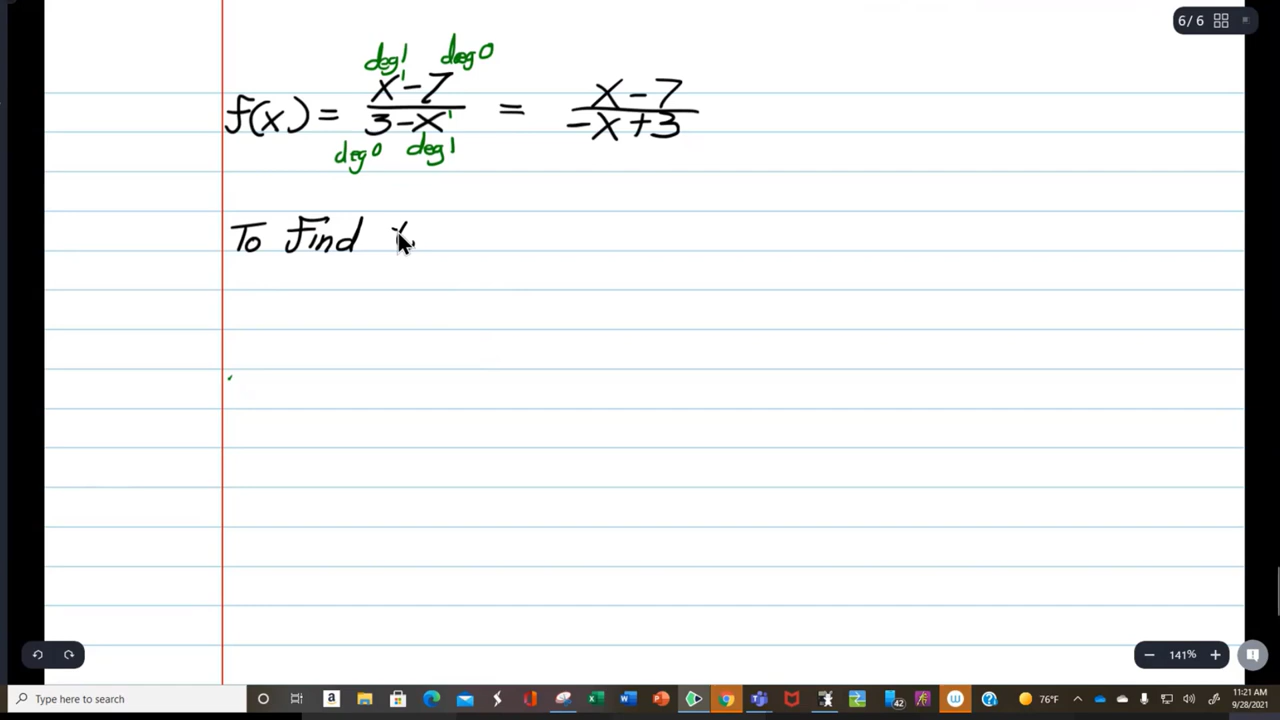 6/6
deg1 deg0
f(x) = x¹-7 / 3-x¹ = x-7 / -x+3
deg0 deg1
To Find
141%
Type here to search
42
76°F
11:21 AM
9/28/2021